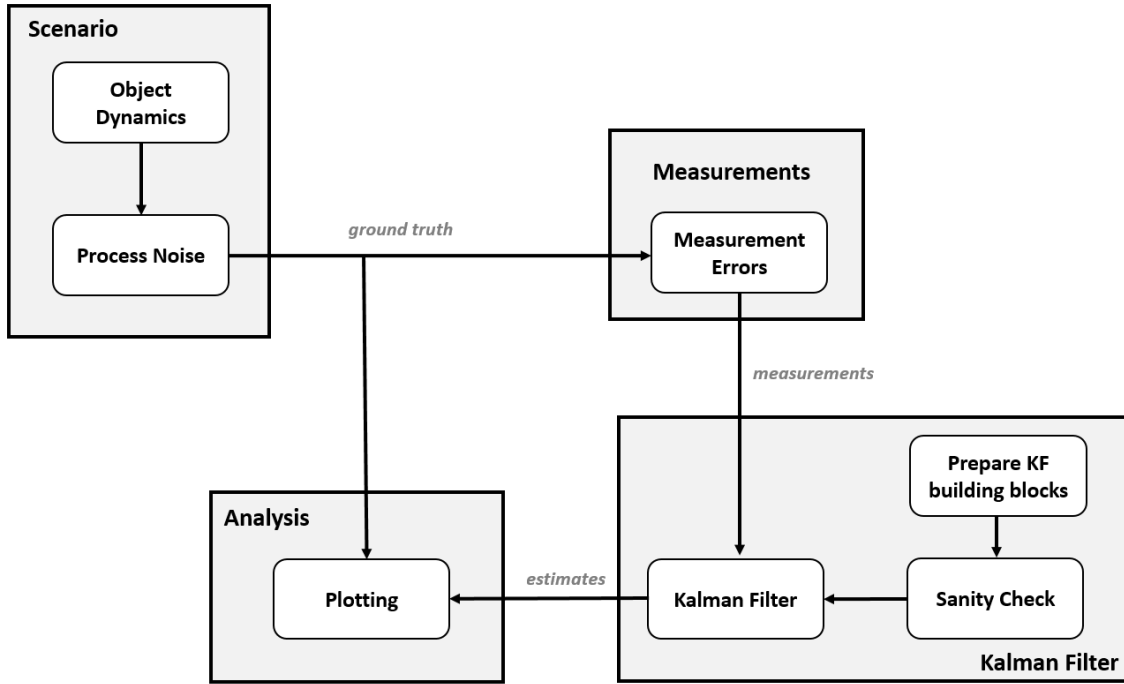 Scenario
Object
Dynamics
Process Noise
ground truth
Measurements
Measurement
Errors
measurements
Analysis
Plotting
estimates
Prepare KF
building blocks
Kalman Filter
Sanity Check
Kalman Filter